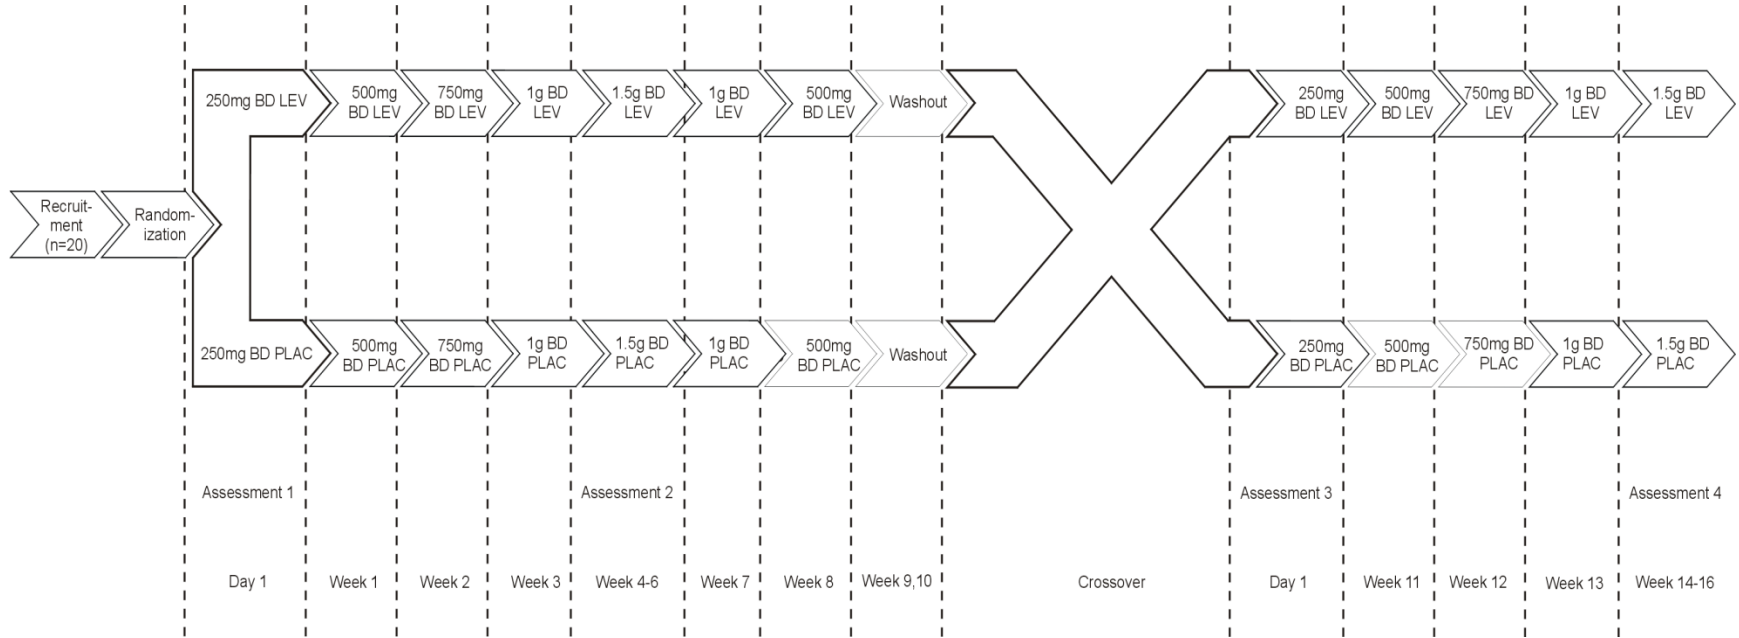 250mg BD LEV
500mg
BD LEV
750mg
BD LEV
1g BD
LEV
1.5g BD
LEV
1g BD
LEV
500mg
BD LEV
Washout
250mg
BD LEV
500mg
BD LEV
750mg BD
LEV
1g BD
LEV
1.5g BD
LEV
Recruit-
ment
(n=20)
Random-
ization
250mg BD PLAC
500mg
BD PLAC
750mg
BD PLAC
1g BD
PLAC
1.5g BD
PLAC
1g BD
PLAC
500mg
BD PLAC
Washout
250mg
BD PLAC
500mg
BD PLAC
750mg BD
PLAC
1g BD
PLAC
1.5g BD
PLAC
Assessment 1
Assessment 2
Assessment 3
Assessment 4
Day 1
Week 1
Week 2
Week 3
Week 4-6
Week 7
Week 8
Week 9,10
Crossover
Day 1
Week 11
Week 12
Week 13
Week 14-16